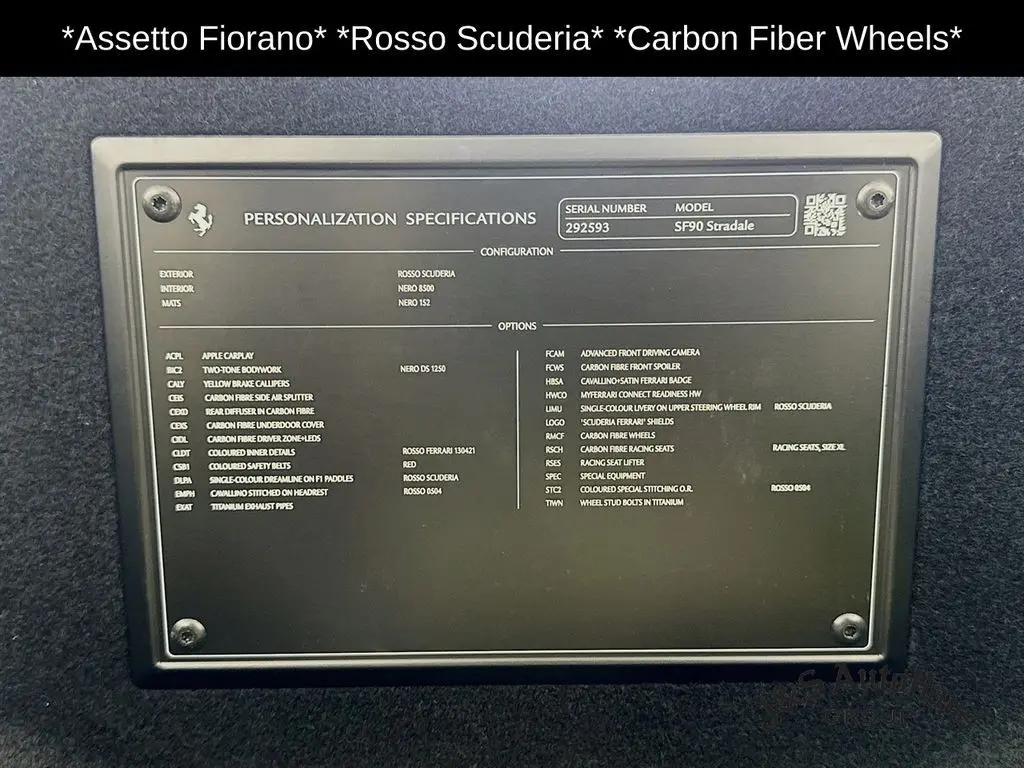 *Assetto Fiorano* *Rosso Scuderia* *Carbon Fiber Wheels*
PERSONALIZATION SPECIFICATIONS
SERIAL NUMBER MODEL
292593 SF90 Stradale
CONFIGURATION
EXTERIOR ROSSO SCUDERIA
INTERIOR NERO 8500
MATS NERO 152
OPTIONS
ACPL APPLE CARPLAY
BIC2 TWO-TONE BODYWORK NERO DS 1250
CALY YELLOW BRAKE CALLIPERS
CEIS CARBON FIBRE SIDE AIR SPLITTER
CEXD REAR DIFFUSER IN CARBON FIBRE
CEXS CARBON FIBRE UNDERDOOR COVER
CIDL CARBON FIBRE DRIVER ZONE+LEDS
CLDT COLOURED INNER DETAILS ROSSO FERRARI 130421
CSB1 COLOURED SAFETY BELTS RED
DLPA SINGLE-COLOUR DREAMLINE ON F1 PADDLES ROSSO SCUDERIA
EMPH CAVALLINO STITCHED ON HEADREST ROSSO 0504
EXAT TITANIUM EXHAUST PIPES
FCAM ADVANCED FRONT DRIVING CAMERA
FCWS CARBON FIBRE FRONT SPOILER
HBSA CAVALLINO+SATIN FERRARI BADGE
HWCO MYFERRARI CONNECT READINESS HW
LIMU SINGLE-COLOUR LIVERY ON UPPER STEERING WHEEL RIM ROSSO SCUDERIA
LOGO 'SCUDERIA FERRARI' SHIELDS
RMCF CARBON FIBRE WHEELS
RSCH CARBON FIBRE RACING SEATS RACING SEATS, SIZE XL
RSES RACING SEAT LIFTER
SPEC SPECIAL EQUIPMENT
STC2 COLOURED SPECIAL STITCHING O.R. ROSSO 0504
TIWN WHEEL STUD BOLTS IN TITANIUM